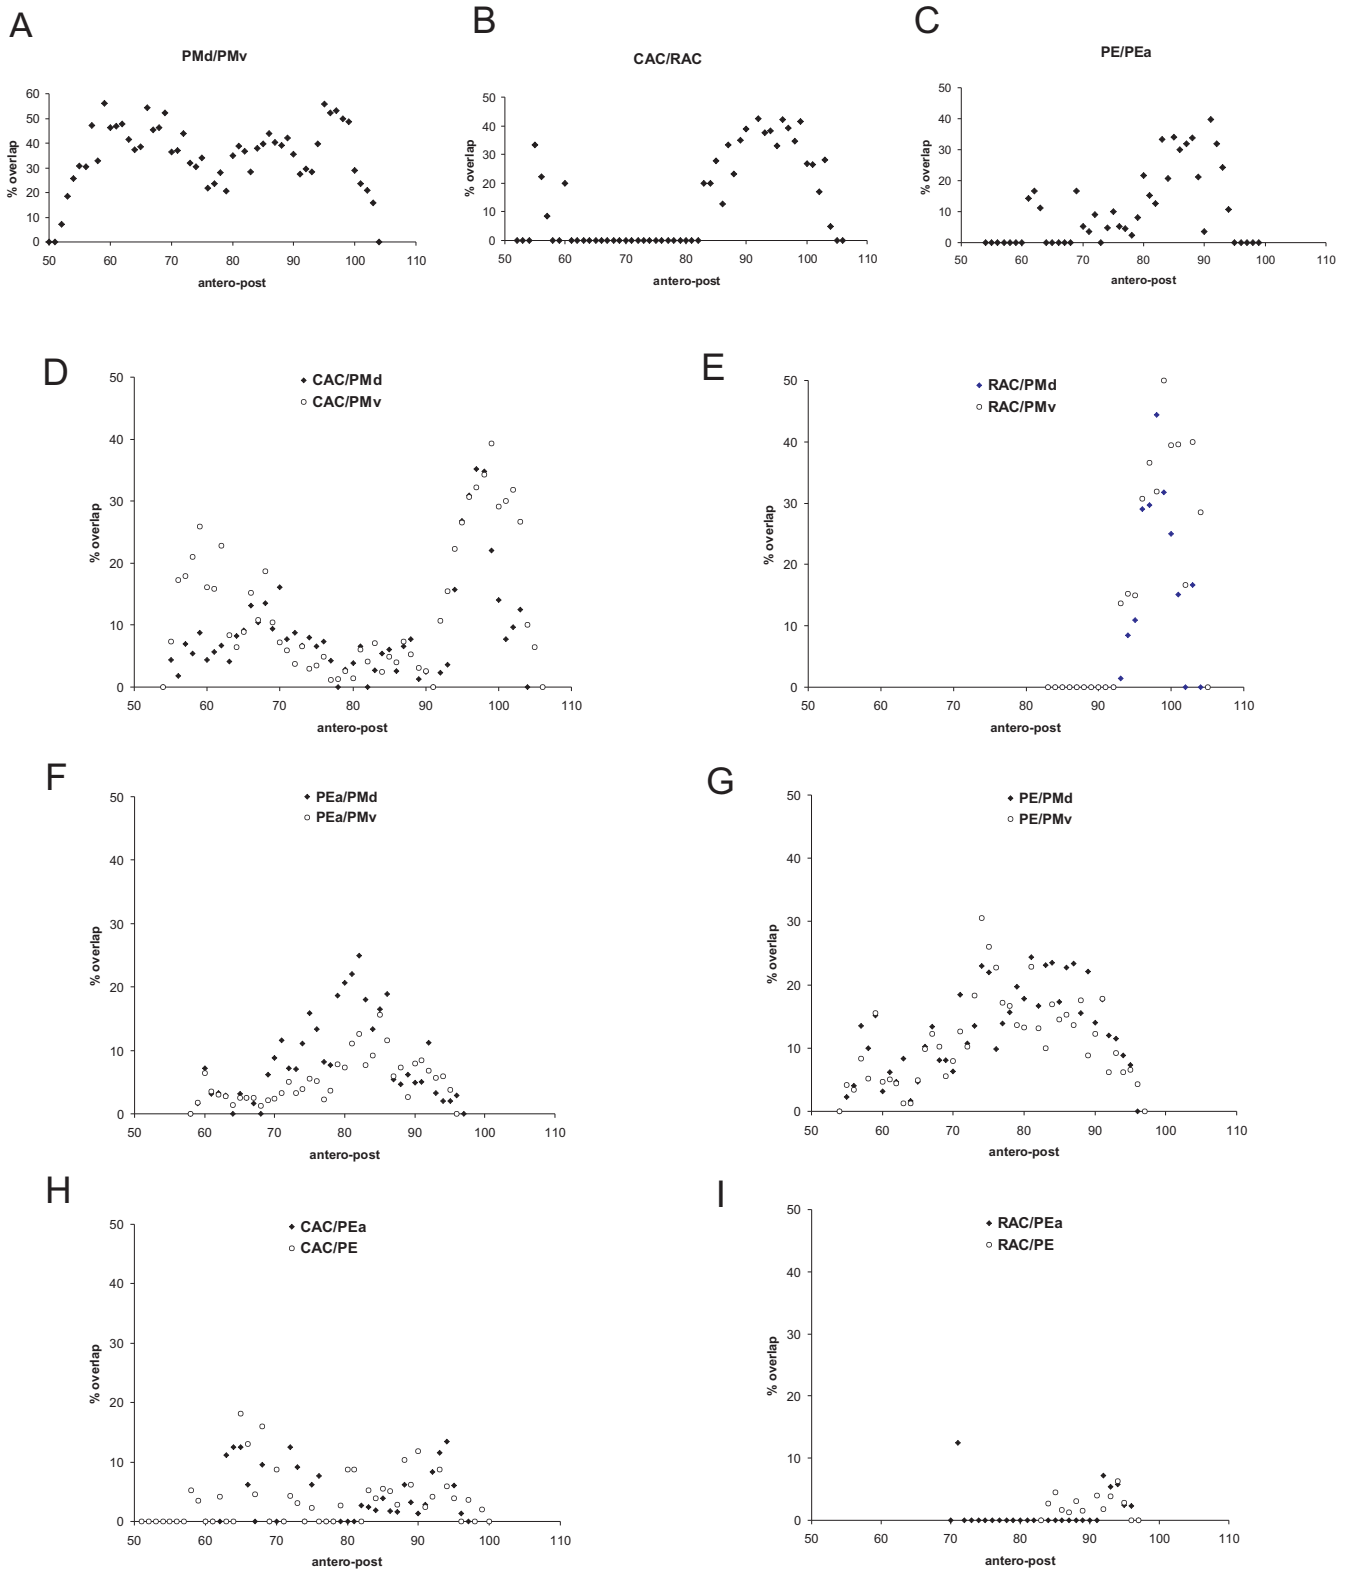 A
PMd/PMv
% overlap
60
50
40
30
20
10
0
50 60 70 80 90 100 110
antero-post
B
CAC/RAC
% overlap
50
40
30
20
10
0
50 60 70 80 90 100 110
antero-post
C
PE/PEa
% overlap
50
40
30
20
10
0
50 60 70 80 90 100 110
antero-post
D
CAC/PMd
CAC/PMv
% overlap
50
40
30
20
10
0
50 60 70 80 90 100 110
antero-post
E
RAC/PMd
RAC/PMv
% overlap
50
40
30
20
10
0
50 60 70 80 90 100 110
antero-post
F
PEa/PMd
PEa/PMv
% overlap
50
40
30
20
10
0
50 60 70 80 90 100 110
antero-post
G
PE/PMd
PE/PMv
% overlap
50
40
30
20
10
0
50 60 70 80 90 100 110
antero-post
H
CAC/PEa
CAC/PE
% overlap
50
40
30
20
10
0
50 60 70 80 90 100 110
antero-post
I
RAC/PEa
RAC/PE
% overlap
50
40
30
20
10
0
50 60 70 80 90 100 110
antero-post